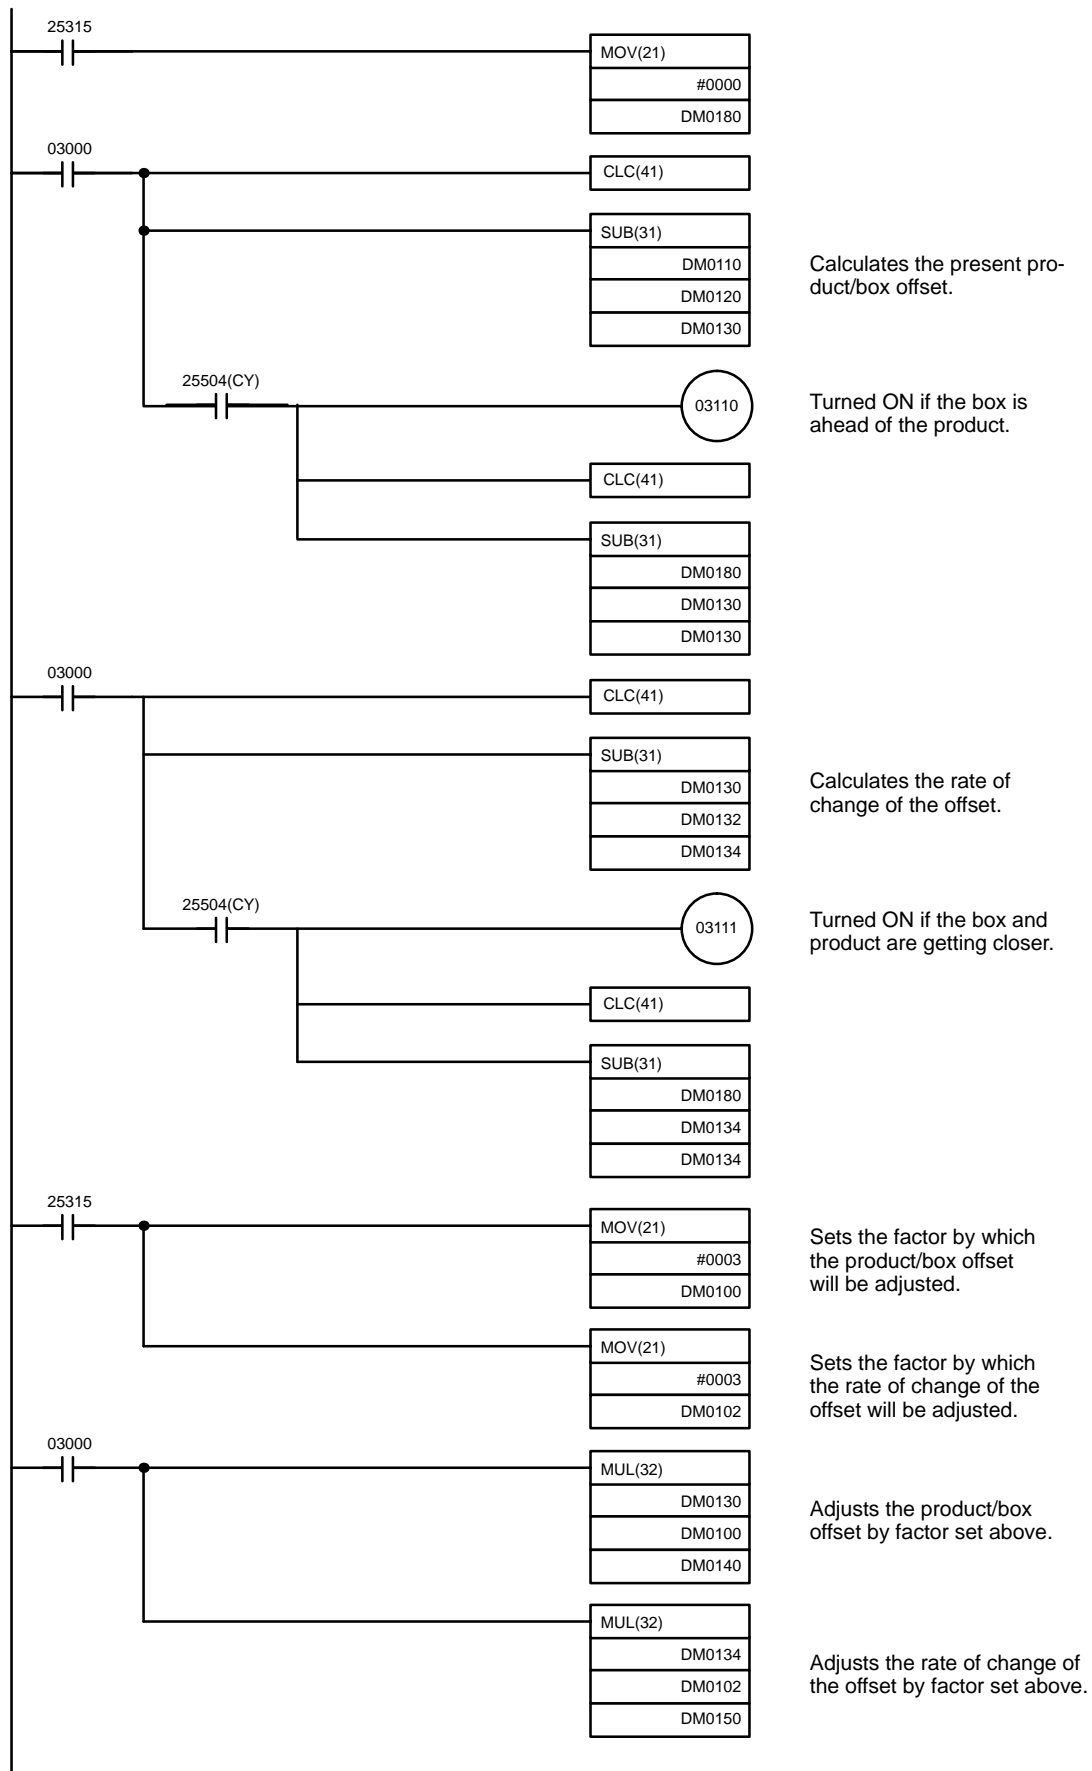 25315
MOV(21)
#0000
DM0180
03000
CLC(41)
SUB(31)
DM0110
DM0120
DM0130
Calculates the present pro-
duct/box offset.
25504(CY)
03110
Turned ON if the box is
ahead of the product.
CLC(41)
SUB(31)
DM0180
DM0130
DM0130
03000
CLC(41)
SUB(31)
DM0130
DM0132
DM0134
Calculates the rate of
change of the offset.
25504(CY)
03111
Turned ON if the box and
product are getting closer.
CLC(41)
SUB(31)
DM0180
DM0134
DM0134
25315
MOV(21)
#0003
DM0100
Sets the factor by which
the product/box offset
will be adjusted.
MOV(21)
#0003
DM0102
Sets the factor by which
the rate of change of the
offset will be adjusted.
03000
MUL(32)
DM0130
DM0100
DM0140
Adjusts the product/box
offset by factor set above.
MUL(32)
DM0134
DM0102
DM0150
Adjusts the rate of change of
the offset by factor set above.